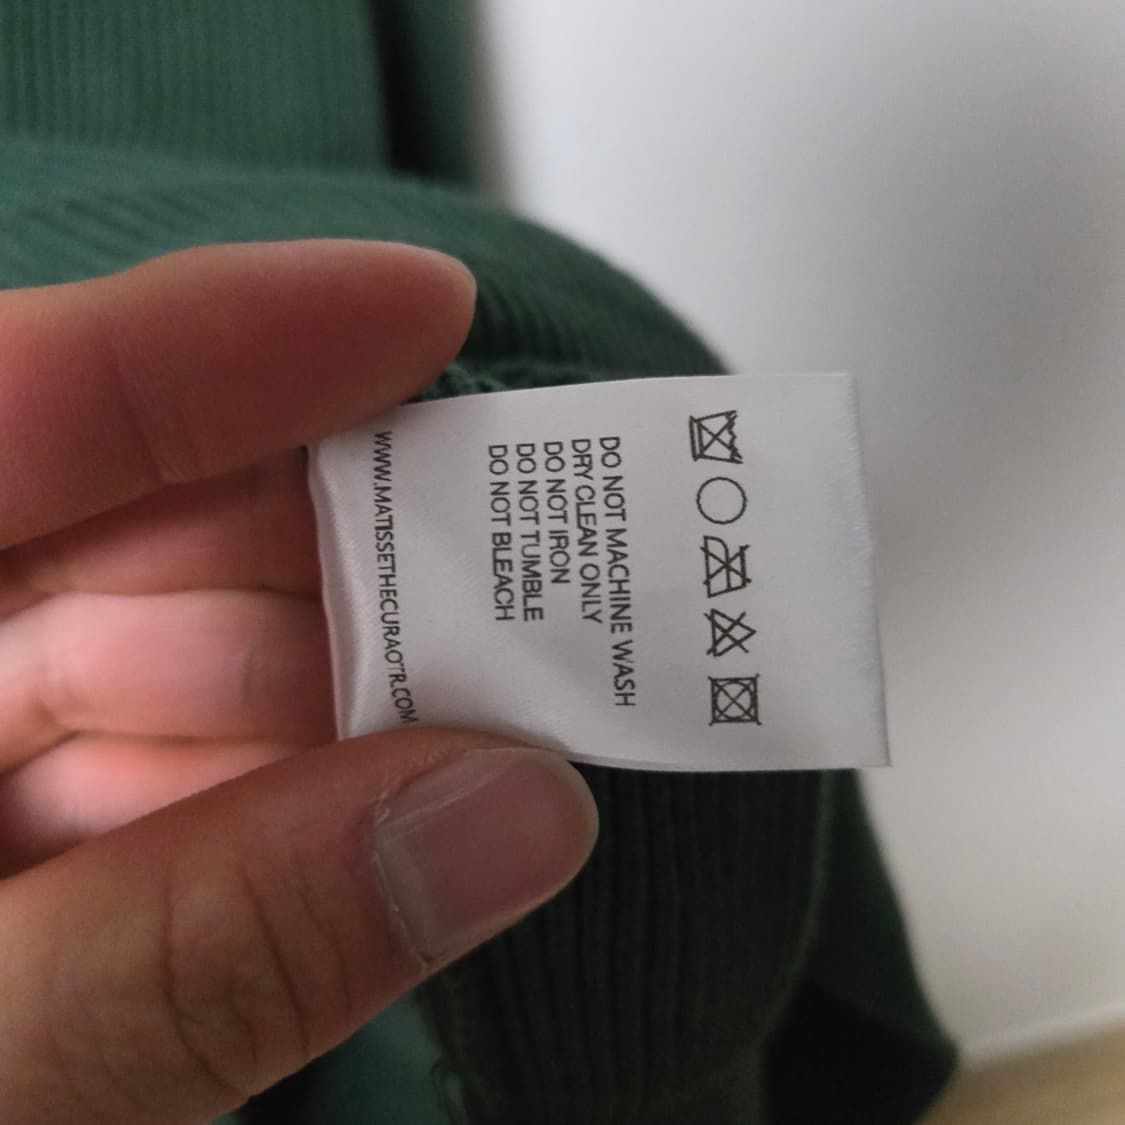 DO NOT MACHINE WASH
DRY CLEAN ONLY
DO NOT IRON
DO NOT TUMBLE
DO NOT BLEACH
WWW.MATISSETHECURAOTR.COM